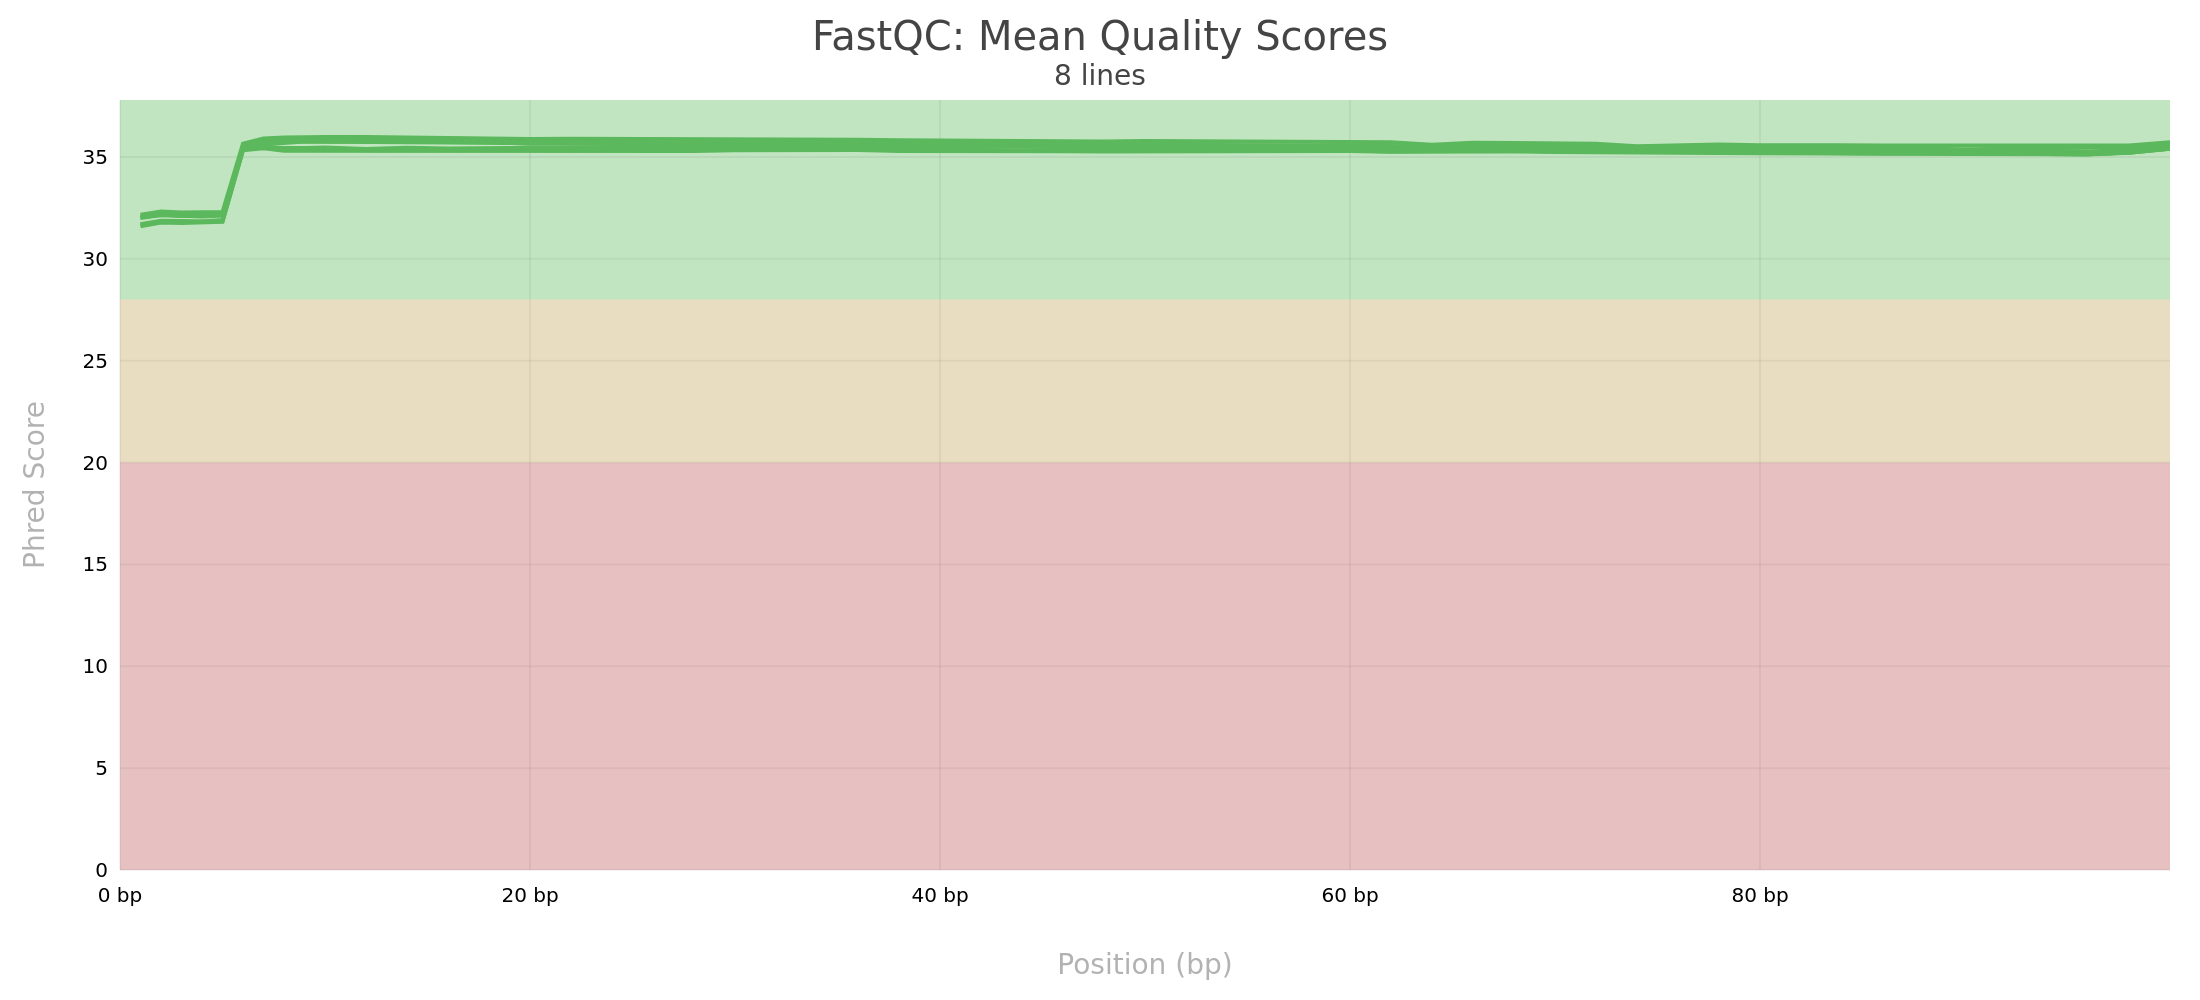 FastQC: Mean Quality Scores
8 lines
Phred Score
35
30
25
20
15
10
5
0
0 bp
20 bp
40 bp
60 bp
80 bp
Position (bp)